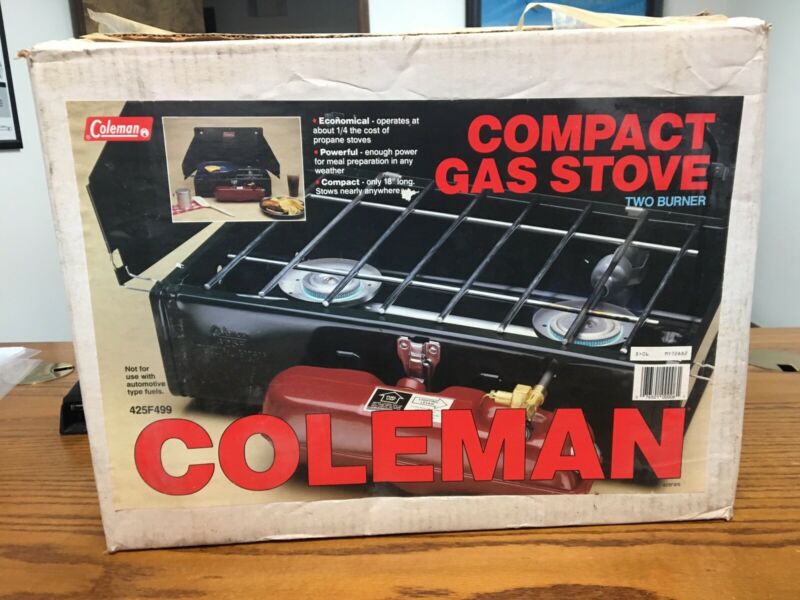 Coleman
* Economical - operates at
about 1/4 the cost of
propane stoves
* Powerful - enough power
for meal preparation in any
weather
* Compact - only 18" long.
Stows nearly anywhere.
COMPACT
GAS STOVE
TWO BURNER
Not for
use with
automotive
type fuels.
425F499
COLEMAN